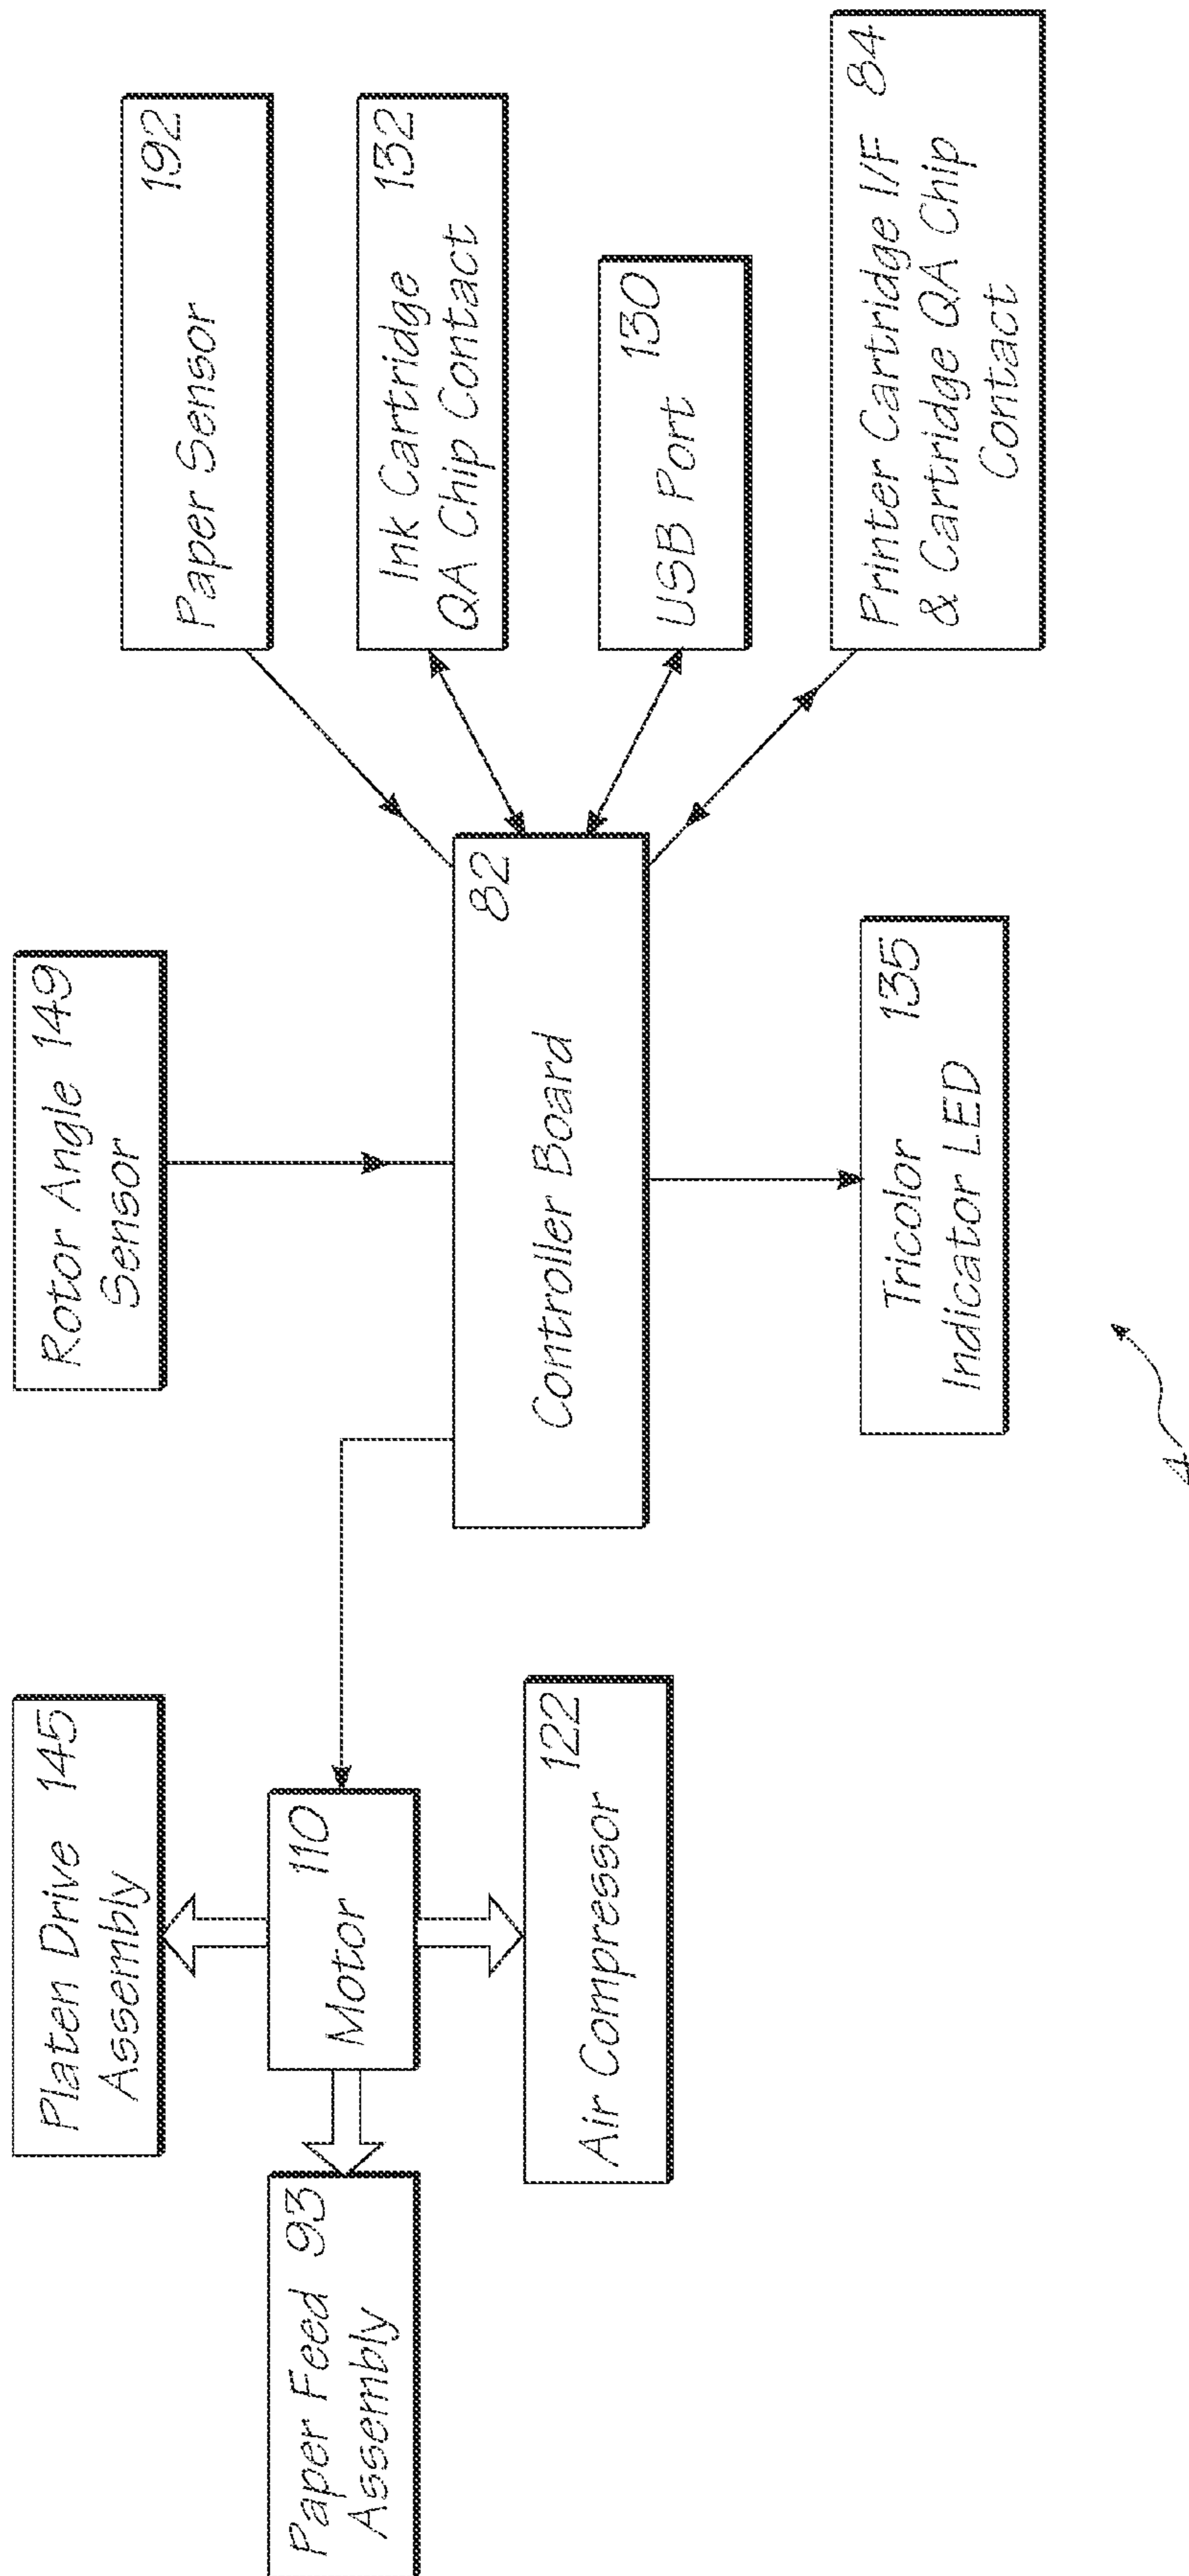 Platen Drive 145
Assembly
Rotor Angle 149
Sensor
Paper Sensor 192
Paper Feed 93
Assembly
110
Motor
Air Compressor 122
82
Controller Board
Ink Cartridge 132
QA Chip Contact
USB Port 130
Tricolor 135
Indicator LED
Printer Cartridge I/F 84
& Cartridge QA Chip
Contact
4